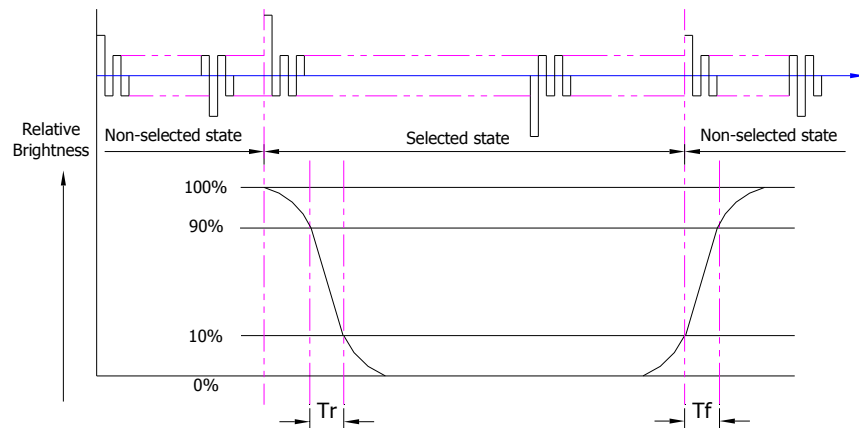 Relative
Brightness
Non-selected state
Selected state
Non-selected state
100%
90%
10%
0%
Tr
Tf